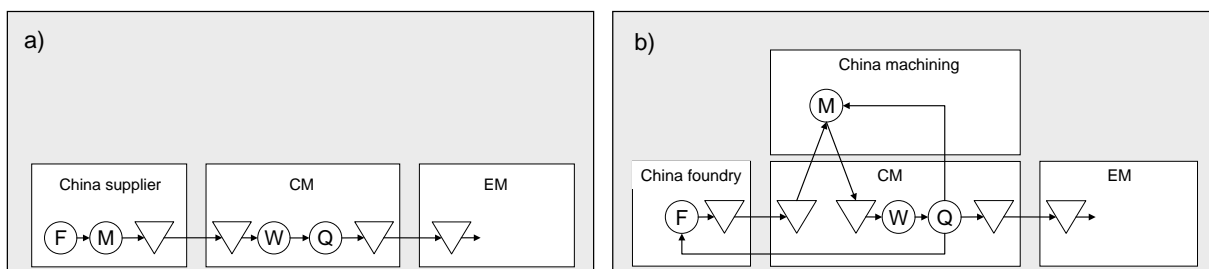 a)
China supplier
CM
EM
F M W Q
b)
China machining
M
China foundry
CM
EM
F W Q